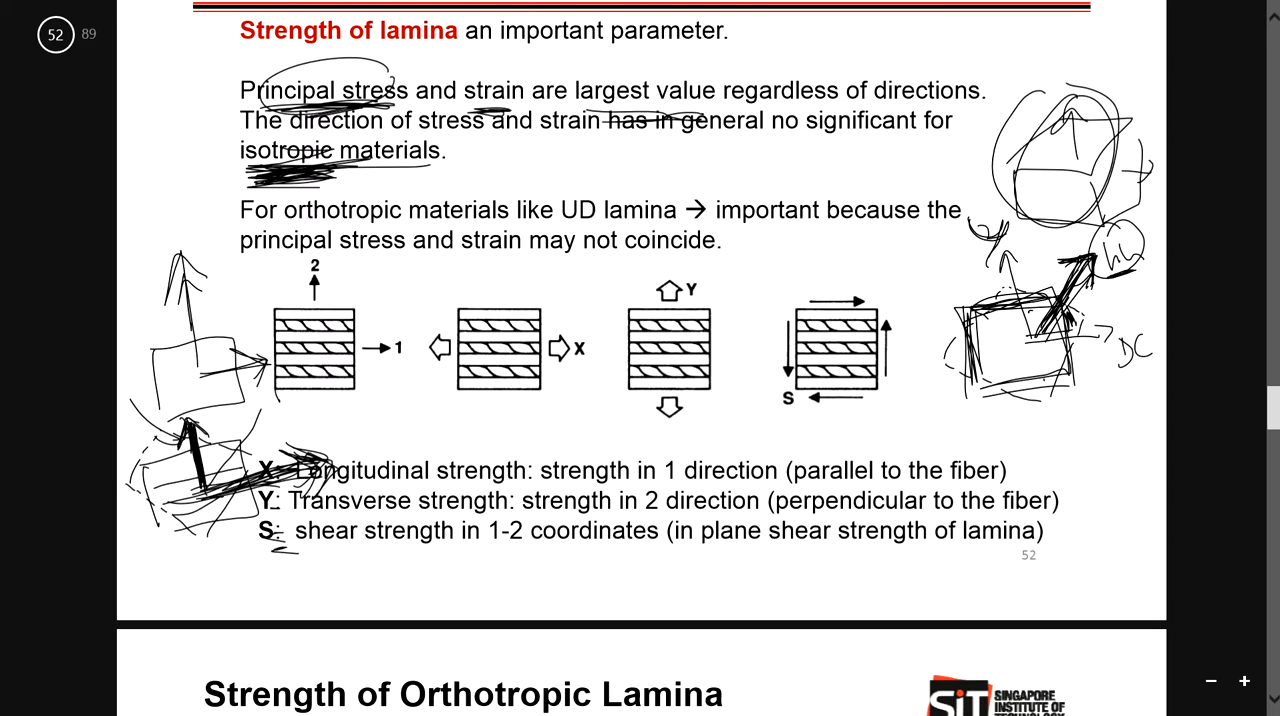 52 89
Strength of lamina an important parameter.
Principal stress and strain are largest value regardless of directions.
The direction of stress and strain has in general no significant for
isotropic materials.
For orthotropic materials like UD lamina → important because the
principal stress and strain may not coincide.
2
1
X
Y
S
X: Longitudinal strength: strength in 1 direction (parallel to the fiber)
Y: Transverse strength: strength in 2 direction (perpendicular to the fiber)
S: shear strength in 1-2 coordinates (in plane shear strength of lamina)
52
Strength of Orthotropic Lamina
SiT SINGAPORE
INSTITUTE OF